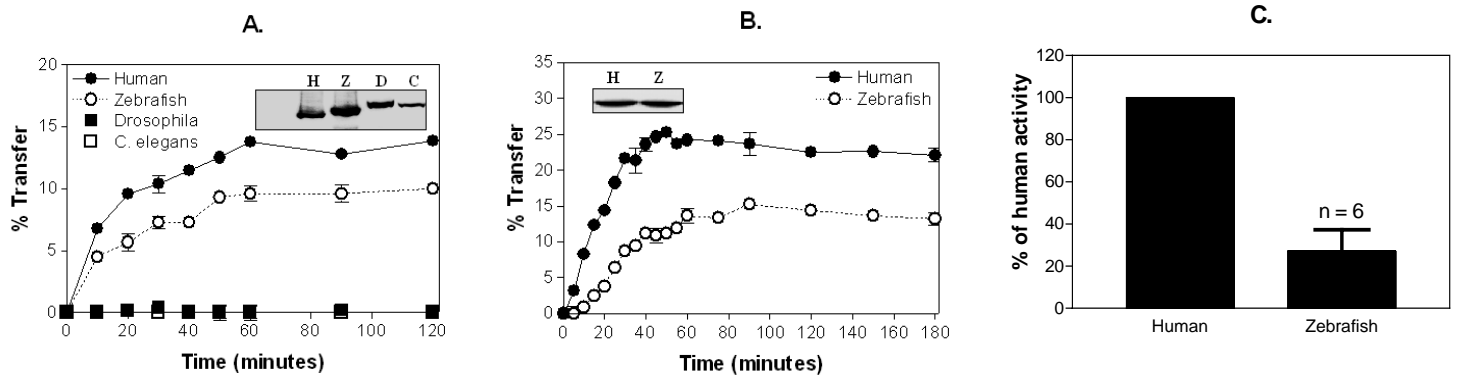 A.
20
15
10
5
0
% Transfer
Human
Zebrafish
Drosophila
C. elegans
H Z D C
0 20 40 60 80 100 120
Time (minutes)
B.
35
30
25
20
15
10
5
0
% Transfer
H Z
Human
Zebrafish
0 20 40 60 80 100 120 140 160 180
Time (minutes)
C.
120
100
80
60
40
20
0
% of human activity
n = 6
Human Zebrafish